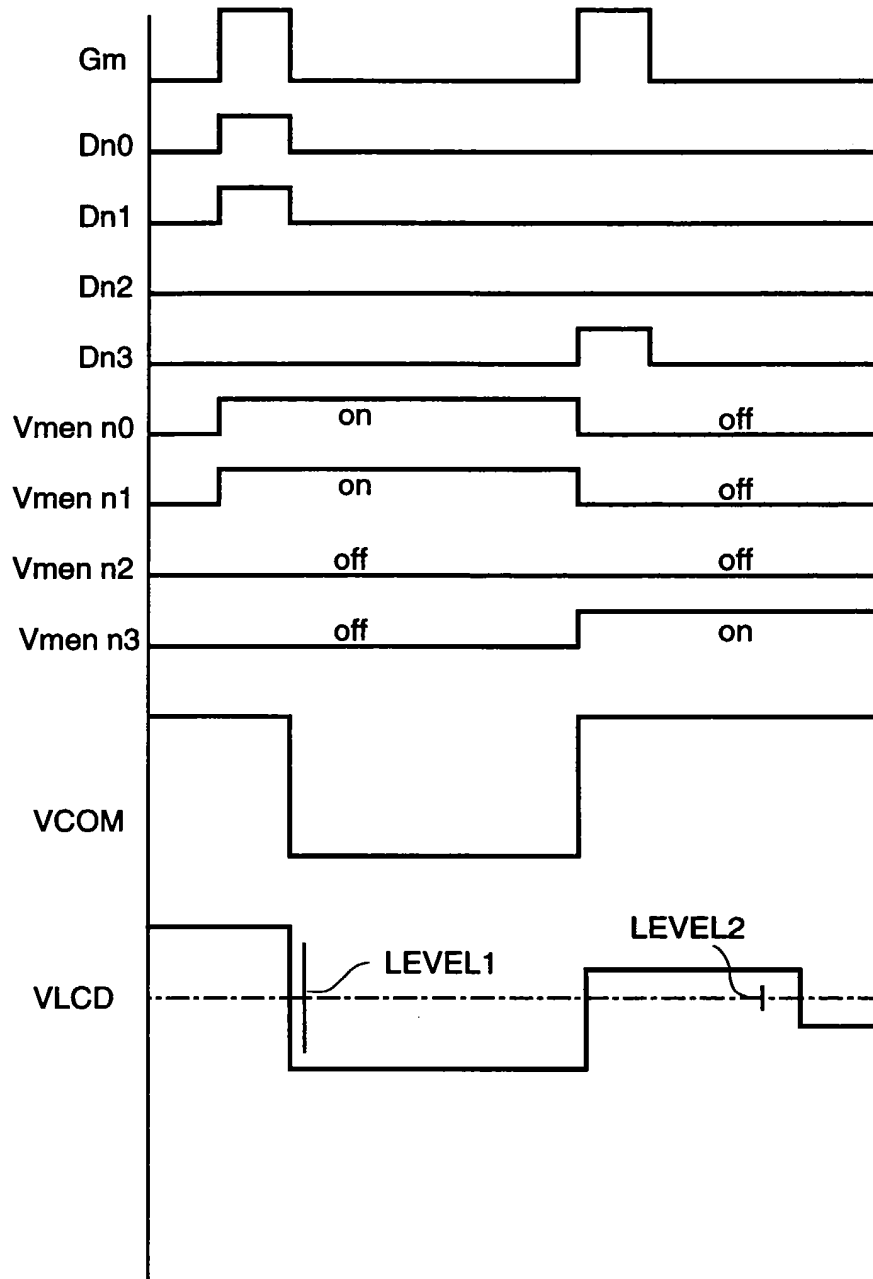 Gm
Dn0
Dn1
Dn2
Dn3
Vmen n0 on off
Vmen n1 on off
Vmen n2 off off
Vmen n3 off on
VCOM
LEVEL2
LEVEL1
VLCD